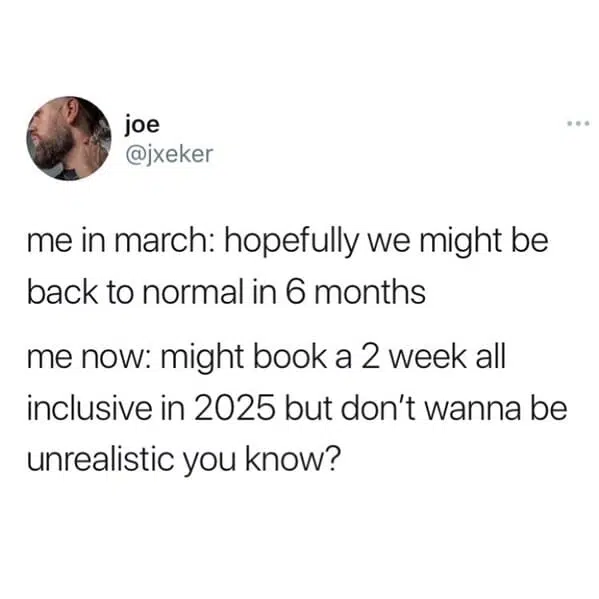 joe
@jxeker
me in march: hopefully we might be
back to normal in 6 months
me now: might book a 2 week all
inclusive in 2025 but don't wanna be
unrealistic you know?